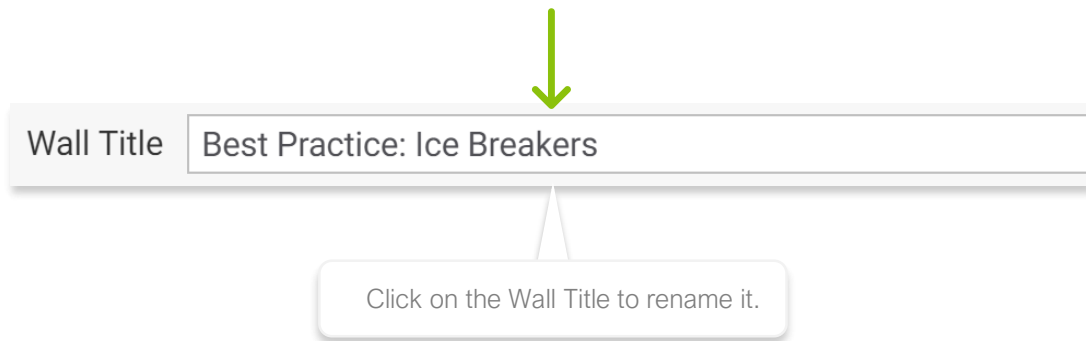 Wall Title Best Practice: Ice Breakers
Click on the Wall Title to rename it.